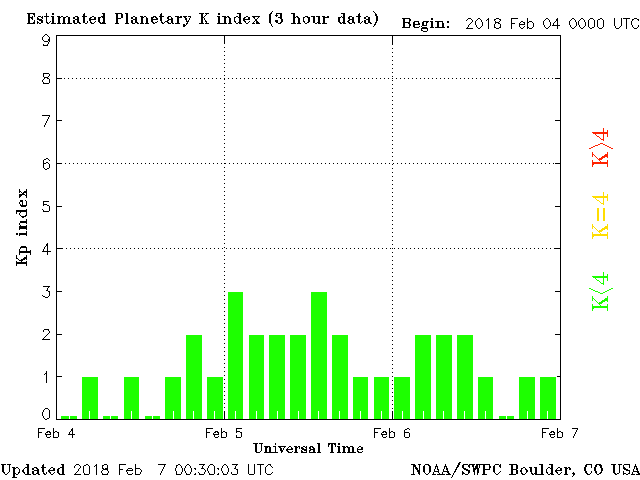 Estimated Planetary K index (3 hour data) Begin: 2018 Feb 04 0000 UTC
9
8
7
6
5
4
3
2
1
0
Kp index
K>4
K=4
K<4
Feb 4 Feb 5 Feb 6 Feb 7
Universal Time
Updated 2018 Feb 7 00:30:03 UTC NOAA/SWPC Boulder, CO USA